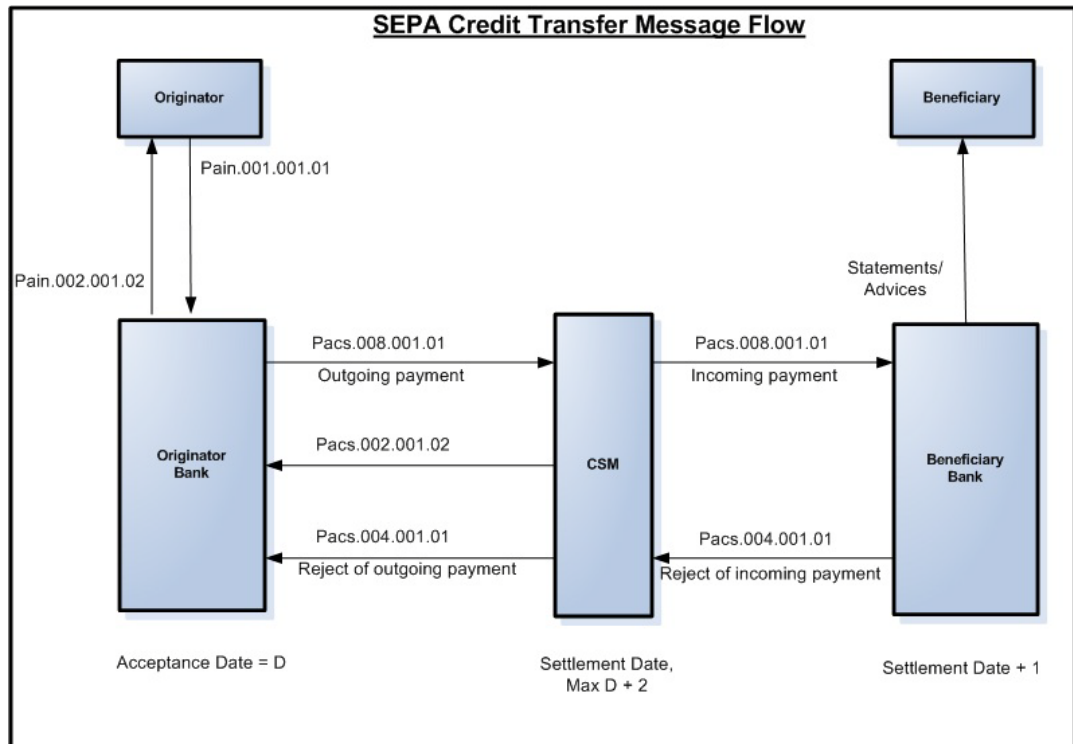 SEPA Credit Transfer Message Flow
Originator
Beneficiary
Pain.001.001.01
Pain.002.001.02
Statements/
Advices
Pacs.008.001.01
Outgoing payment
Pacs.008.001.01
Incoming payment
Originator
Bank
Pacs.002.001.02
CSM
Beneficiary
Bank
Pacs.004.001.01
Reject of outgoing payment
Pacs.004.001.01
Reject of incoming payment
Acceptance Date = D
Settlement Date,
Max D + 2
Settlement Date + 1